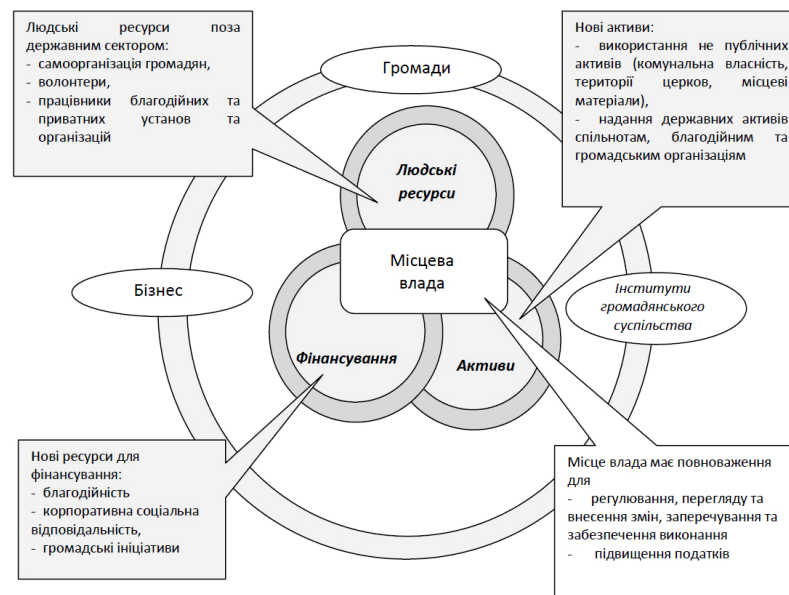 Людські ресурси поза
державним сектором:
- самоорганізація громадян,
- волонтери,
- працівники благодійних та
приватних установ та
організацій
Громади
Нові активи:
- використання не публічних
активів (комунальна власність,
території церков, місцеві
матеріали),
- надання державних активів
спільнотам, благодійним та
громадським організаціям
Людські
ресурси
Місцева
влада
Бізнес
Інститути
громадянського
суспільства
Фінансування
Активи
Нові ресурси для
фінансування:
- благодійність
- корпоративна соціальна
відповідальність,
- громадські ініціативи
Місце влада має повноваження
для
- регулювання, перегляду та
внесення змін, заперечування та
забезпечення виконання
- підвищення податків